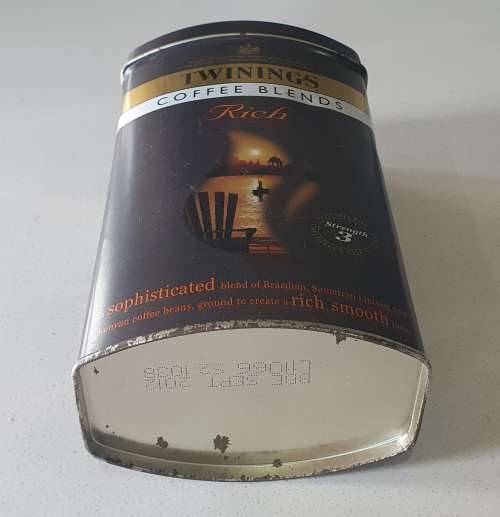 TWININGS
COFFEE BLENDS
Rich
Strength
3
sophisticated blend of Brazilian, Sumatran Lintong and
Kenyan coffee beans, ground to create a rich, smooth
BBE SEPT 2012
L1066 S2 1038